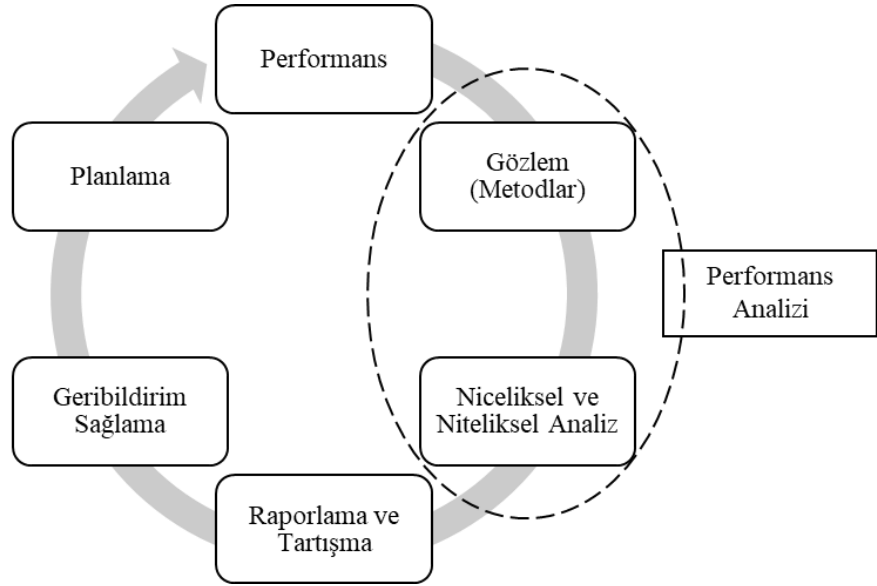 Performans
Gözlem
(Metodlar)
Performans
Analizi
Niceliksel ve
Niteliksel Analiz
Raporlama ve
Tartışma
Geribildirim
Sağlama
Planlama